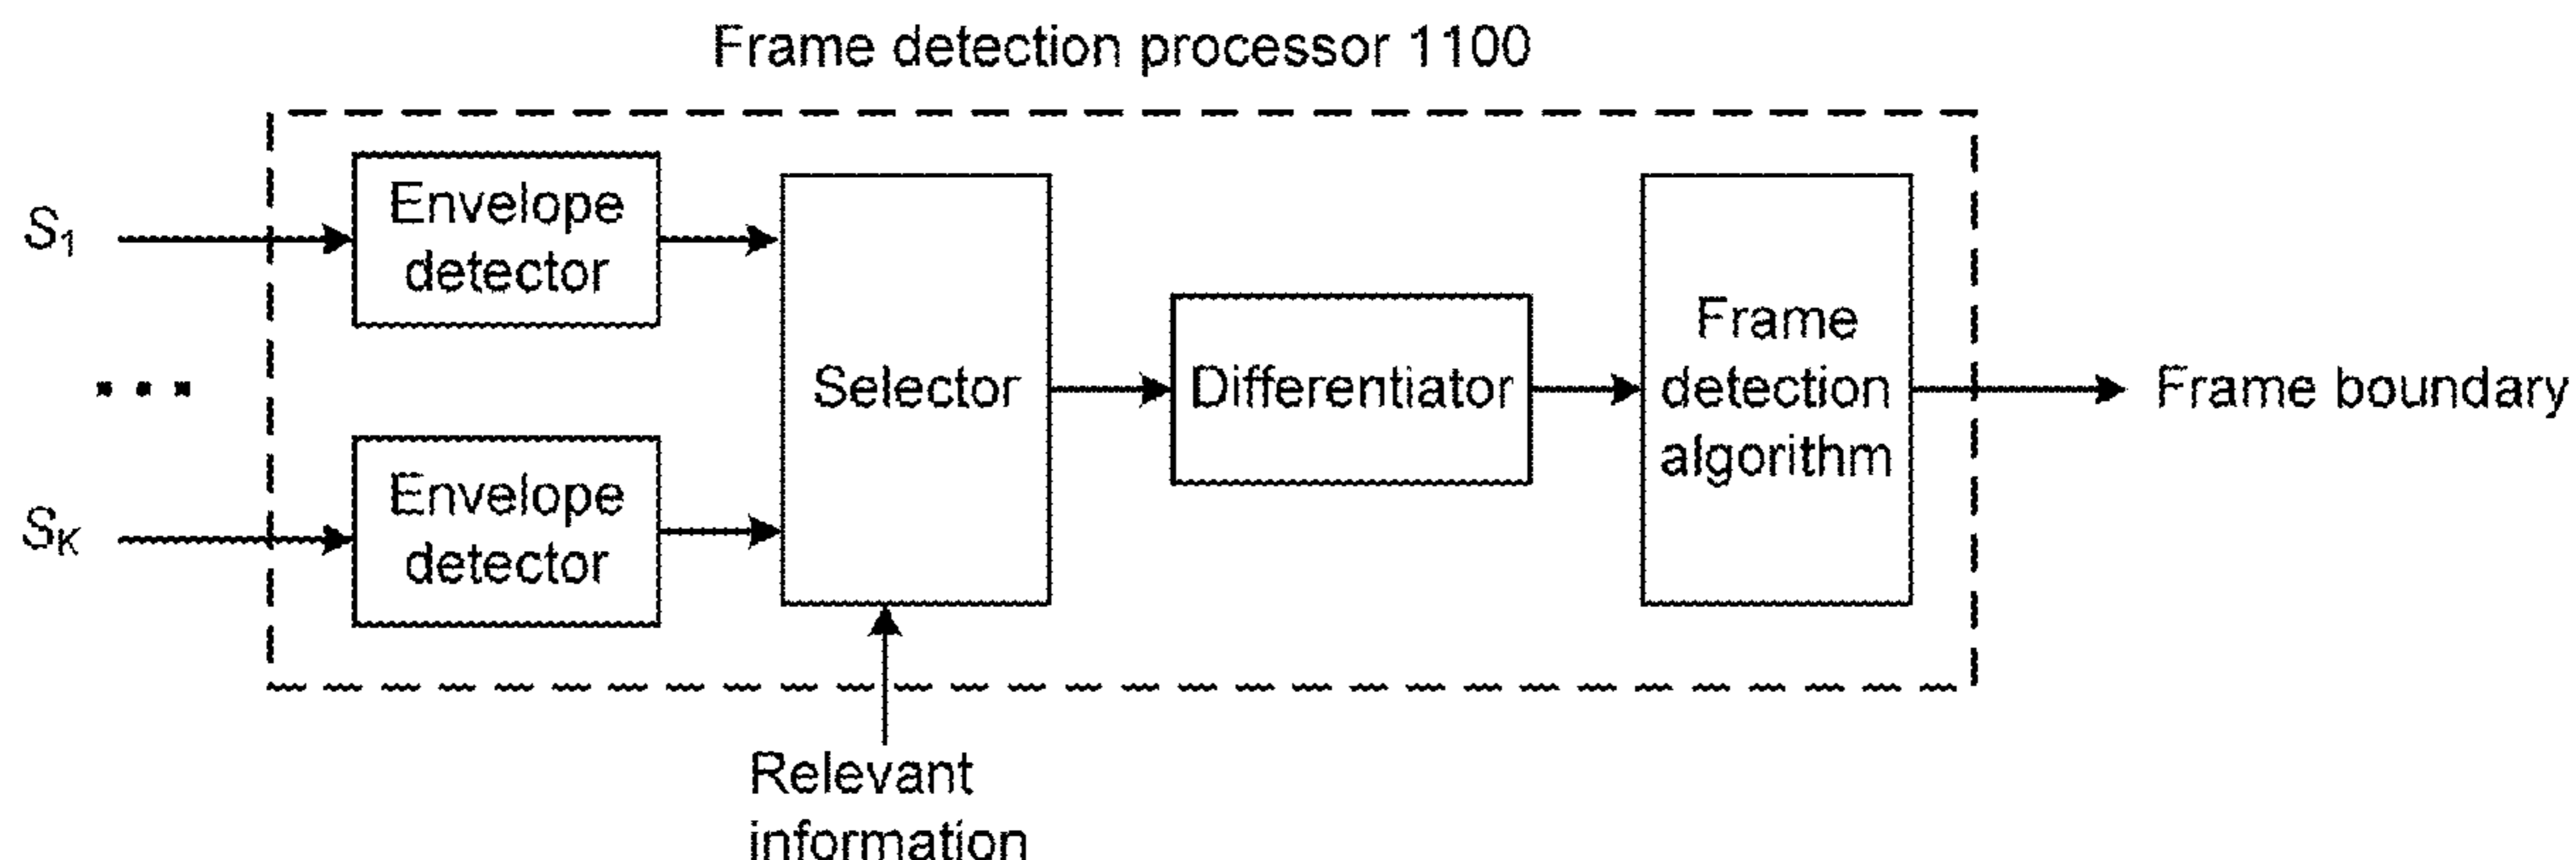 Frame detection processor 1100
S1
Envelope
detector
...
SK
Envelope
detector
Selector
Differentiator
Frame
detection
algorithm
Frame boundary
Relevant
information